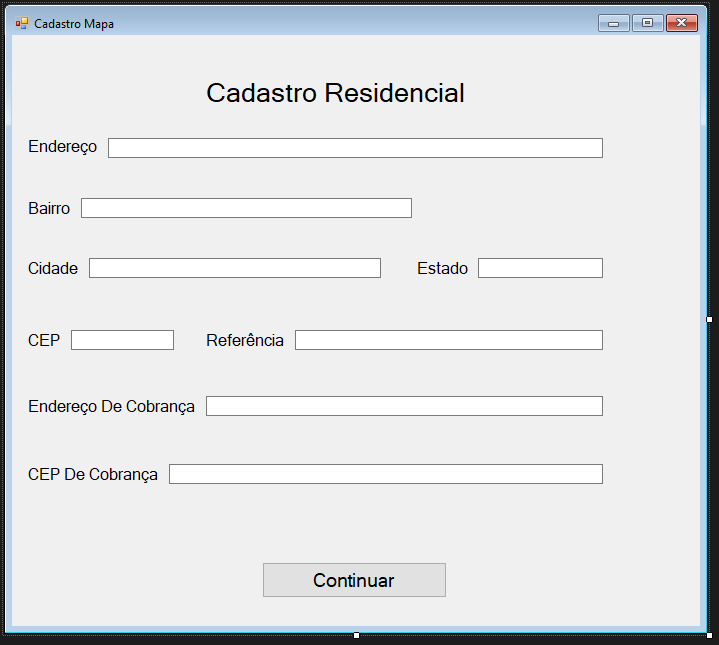 Cadastro Mapa
Cadastro Residencial
Endereço
Bairro
Cidade Estado
CEP Referência
Endereço De Cobrança
CEP De Cobrança
Continuar